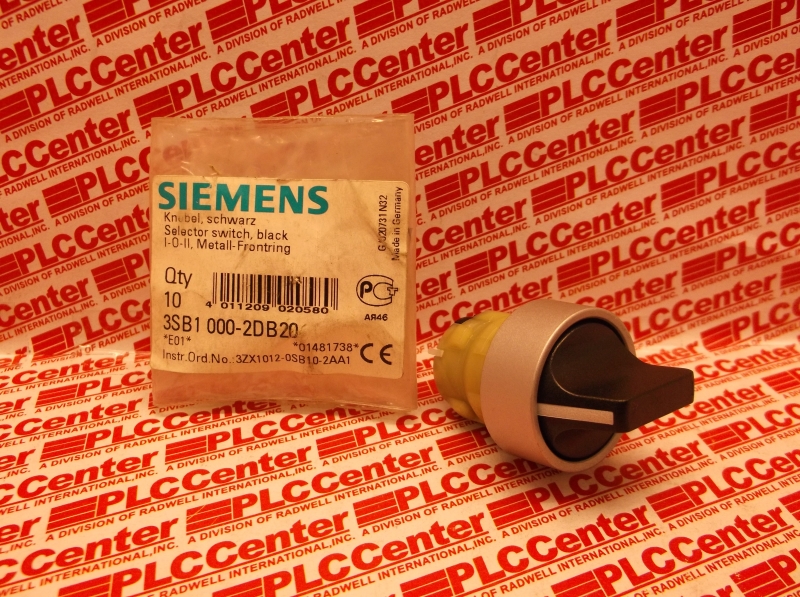 SIEMENS
Knebel, schwarz
Selector switch, black
I-O-II, Metall-Frontring
Made in Germany
Qty
10
4 011209 020580
AR46
3SB1 000-2DB20
*E01*
*01481738*
CE
Instr.Ord.No.:3ZX1012-0SB10-2AA1
PLCCenter
A DIVISION OF RADWELL INTERNATIONAL, INC.